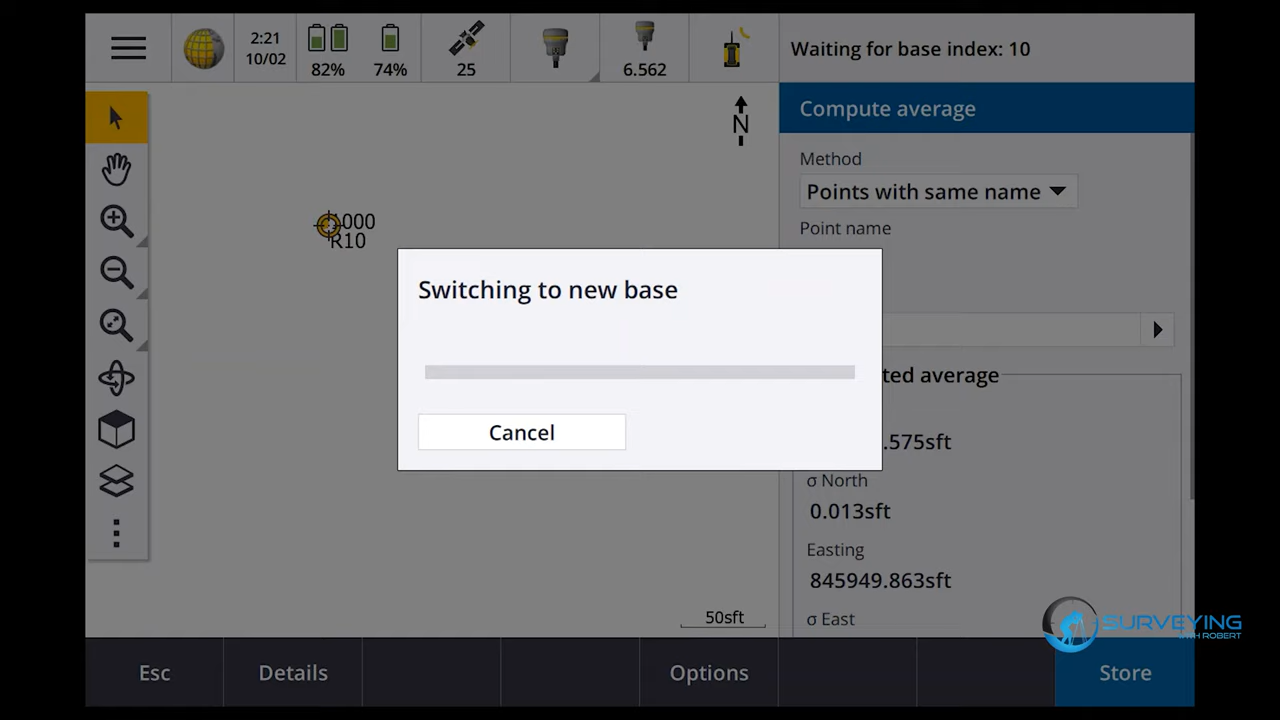 2:21
10/02
82%
74%
25
6.562
Waiting for base index: 10
Compute average
Method
Points with same name
Point name
N
000
R10
Switching to new base
Cancel
ted average
.575sft
σ North
0.013sft
Easting
845949.863sft
σ East
50sft
SURVEYING
WITH ROBERT
Esc
Details
Options
Store